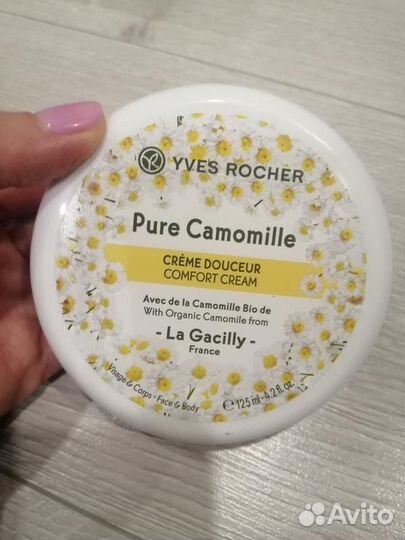 YVES ROCHER
Pure Camomille
CRÈME DOUCEUR
COMFORT CREAM
Avec de la Camomille Bio de
With Organic Camomile from
- La Gacilly -
France
Visage & Corps • Face & Body
℮ 125 ml - 4.2 fl. oz
Avito